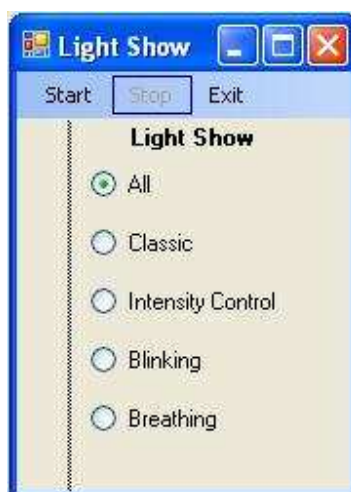 Light Show
Start Stop Exit
Light Show
All
Classic
Intensity Control
Blinking
Breathing